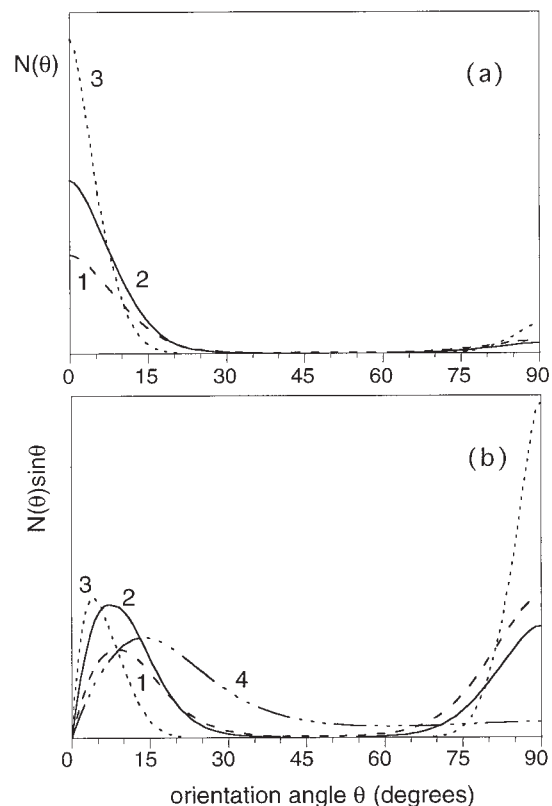 N(θ)
3
(a)
2
1
0 15 30 45 60 75 90
N(θ)sinθ
(b)
3
2
4
1
0 15 30 45 60 75 90
orientation angle θ (degrees)